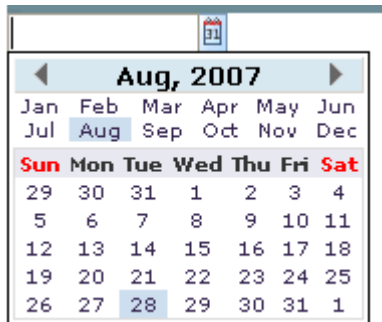 31
Aug, 2007
Jan Feb Mar Apr May Jun
Jul Aug Sep Oct Nov Dec
Sun Mon Tue Wed Thu Fri Sat
29 30 31 1 2 3 4
5 6 7 8 9 10 11
12 13 14 15 16 17 18
19 20 21 22 23 24 25
26 27 28 29 30 31 1